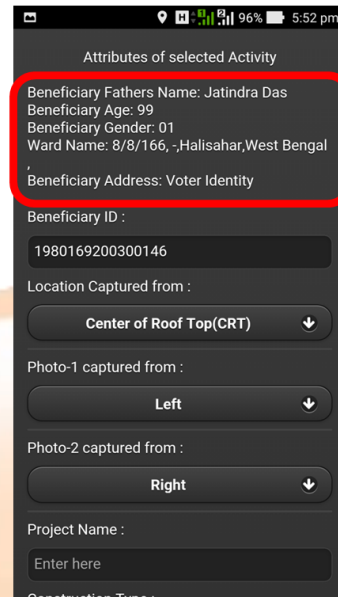 H 96% 5:52 pm
Attributes of selected Activity
Beneficiary Fathers Name: Jatindra Das
Beneficiary Age: 99
Beneficiary Gender: 01
Ward Name: 8/8/166, -,Halisahar,West Bengal
,
Beneficiary Address: Voter Identity
Beneficiary ID :
1980169200300146
Location Captured from :
Center of Roof Top(CRT)
Photo-1 captured from :
Left
Photo-2 captured from :
Right
Project Name :
Enter here
Construction Type :